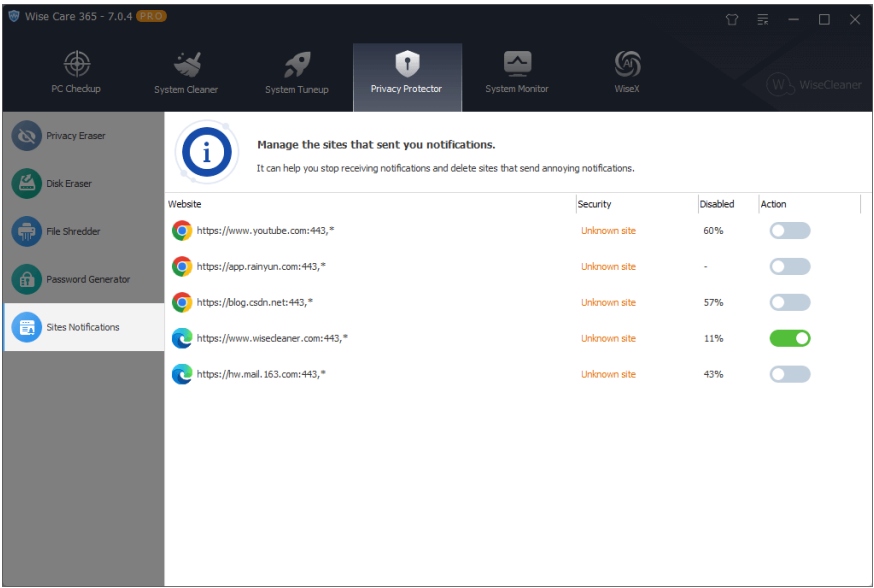 Wise Care 365 - 7.0.4 PRO
PC Checkup
System Cleaner
System Tuneup
Privacy Protector
System Monitor
AI
WiseX
W WiseCleaner
Privacy Eraser
Disk Eraser
File Shredder
Password Generator
Sites Notifications
Manage the sites that sent you notifications.
It can help you stop receiving notifications and delete sites that send annoying notifications.
Website Security Disabled Action
https://www.youtube.com:443,* Unknown site 60%
https://app.rainyun.com:443,* Unknown site -
https://blog.csdn.net:443,* Unknown site 57%
https://www.wisecleaner.com:443,* Unknown site 11%
https://hw.mail.163.com:443,* Unknown site 43%